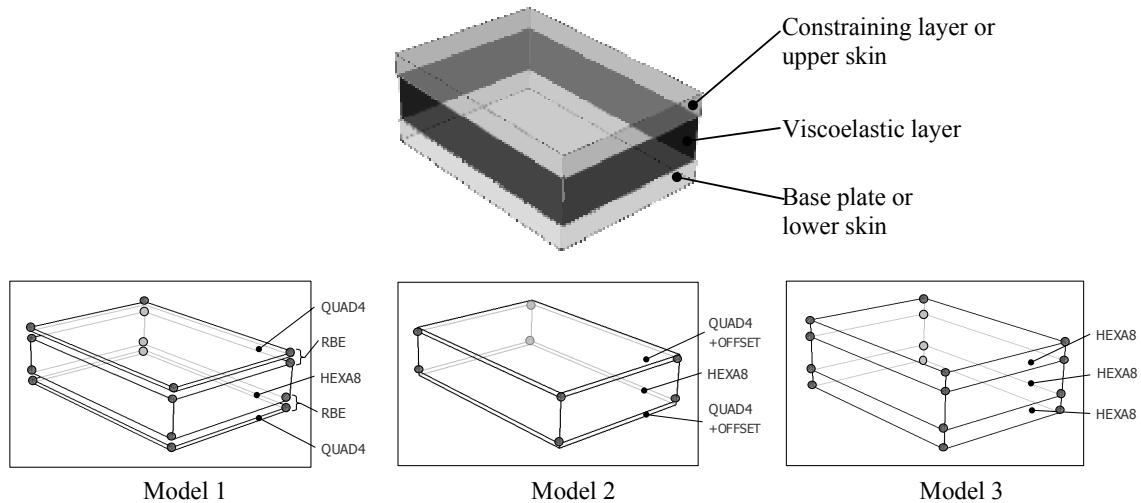 Constraining layer or
upper skin
Viscoelastic layer
Base plate or
lower skin
QUAD4
RBE
HEXA8
RBE
QUAD4
Model 1
QUAD4
+OFFSET
HEXA8
QUAD4
+OFFSET
Model 2
HEXA8
HEXA8
HEXA8
Model 3